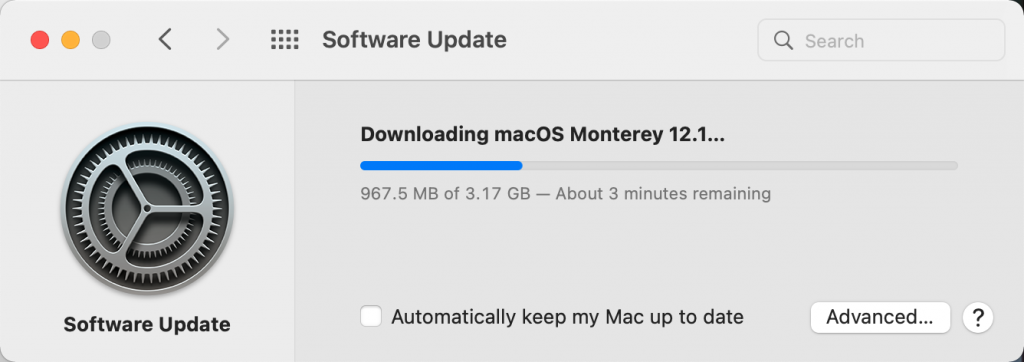 Software Update
Search
Downloading macOS Monterey 12.1...
967.5 MB of 3.17 GB — About 3 minutes remaining
Software Update
Automatically keep my Mac up to date
Advanced...
?